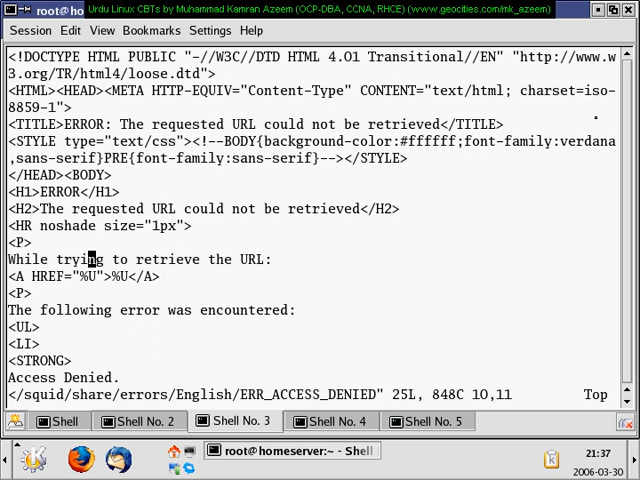 Urdu Linux CBTs by Muhammad Kamran Azeem (OCP-DBA, CCNA, RHCE) (www.geocities.com/mk_azeem)
root@ho
Session Edit View Bookmarks Settings Help
<!DOCTYPE HTML PUBLIC "-//W3C//DTD HTML 4.01 Transitional//EN" "http://www.w
3.org/TR/html4/loose.dtd">
<HTML><HEAD><META HTTP-EQUIV="Content-Type" CONTENT="text/html; charset=iso-
8859-1">
<TITLE>ERROR: The requested URL could not be retrieved</TITLE>
<STYLE type="text/css"><!--BODY{background-color:#ffffff;font-family:verdana
,sans-serif}PRE{font-family:sans-serif}--></STYLE>
</HEAD><BODY>
<H1>ERROR</H1>
<H2>The requested URL could not be retrieved</H2>
<HR noshade size="1px">
<P>
While trying to retrieve the URL:
<A HREF="%U">%U</A>
<P>
The following error was encountered:
<UL>
<LI>
<STRONG>
Access Denied.
</squid/share/errors/English/ERR_ACCESS_DENIED" 25L, 848C 10,11 Top
Shell Shell No. 2 Shell No. 3 Shell No. 4 Shell No. 5
root@homeserver:~ - Shell
21:37
2006-03-30